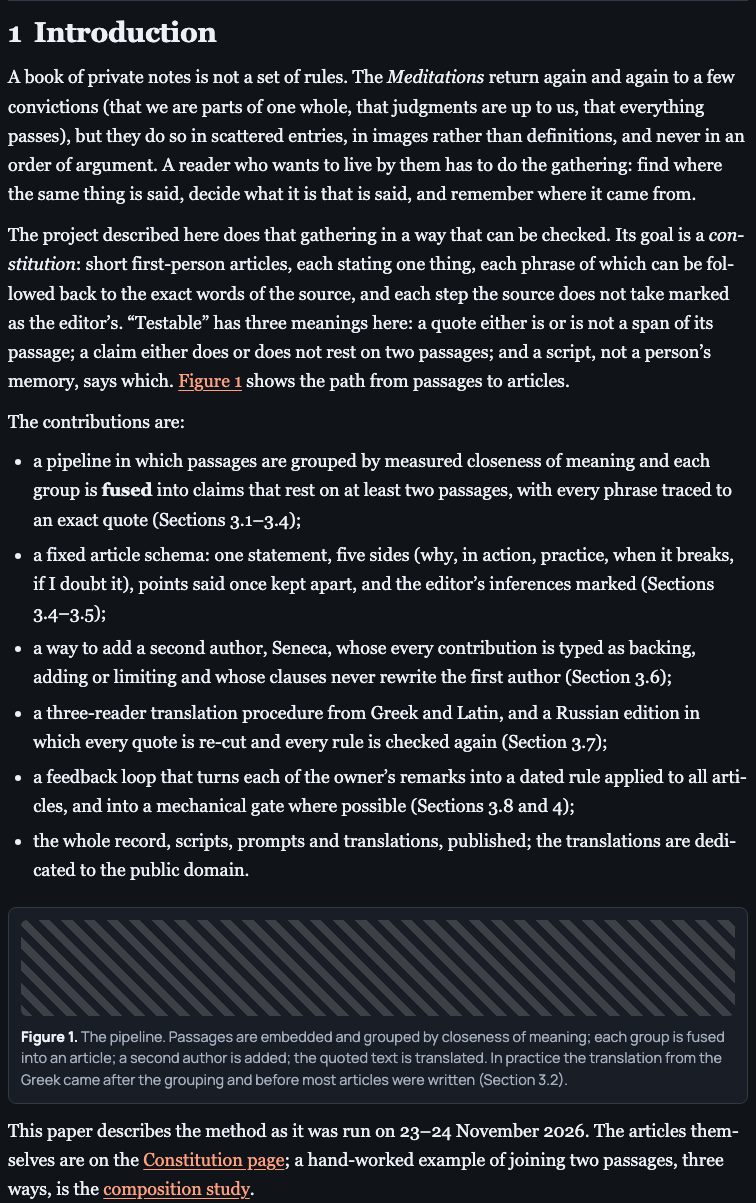 1 Introduction
A book of private notes is not a set of rules. The Meditations return again and again to a few
convictions (that we are parts of one whole, that judgments are up to us, that everything
passes), but they do so in scattered entries, in images rather than definitions, and never in an
order of argument. A reader who wants to live by them has to do the gathering: find where
the same thing is said, decide what it is that is said, and remember where it came from.
The project described here does that gathering in a way that can be checked. Its goal is a con-
stitution: short first-person articles, each stating one thing, each phrase of which can be fol-
lowed back to the exact words of the source, and each step the source does not take marked
as the editor’s. “Testable” has three meanings here: a quote either is or is not a span of its
passage; a claim either does or does not rest on two passages; and a script, not a person’s
memory, says which. Figure 1 shows the path from passages to articles.
The contributions are:
• a pipeline in which passages are grouped by measured closeness of meaning and each
group is fused into claims that rest on at least two passages, with every phrase traced to
an exact quote (Sections 3.1–3.4);
• a fixed article schema: one statement, five sides (why, in action, practice, when it breaks,
if I doubt it), points said once kept apart, and the editor’s inferences marked (Sections
3.4–3.5);
• a way to add a second author, Seneca, whose every contribution is typed as backing,
adding or limiting and whose clauses never rewrite the first author (Section 3.6);
• a three-reader translation procedure from Greek and Latin, and a Russian edition in
which every quote is re-cut and every rule is checked again (Section 3.7);
• a feedback loop that turns each of the owner’s remarks into a dated rule applied to all arti-
cles, and into a mechanical gate where possible (Sections 3.8 and 4);
• the whole record, scripts, prompts and translations, published; the translations are dedi-
cated to the public domain.
Figure 1. The pipeline. Passages are embedded and grouped by closeness of meaning; each group is fused
into an article; a second author is added; the quoted text is translated. In practice the translation from the
Greek came after the grouping and before most articles were written (Section 3.2).
This paper describes the method as it was run on 23–24 November 2026. The articles them-
selves are on the Constitution page; a hand-worked example of joining two passages, three
ways, is the composition study.